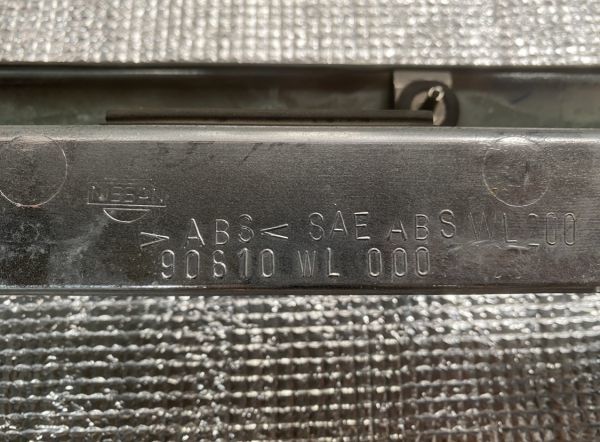 NISSAN
> ABS < SAE ABS WL200
90810 WL 000